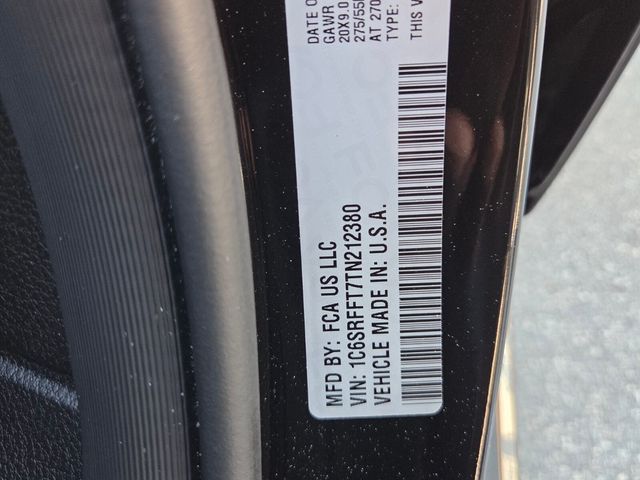 DATE O
GAWR
20X9.0
275/55
AT 270
TYPE:
THIS V
MFD BY: FCA US LLC
VIN: 1C6SRFFT7TN212380
VEHICLE MADE IN: U.S.A.